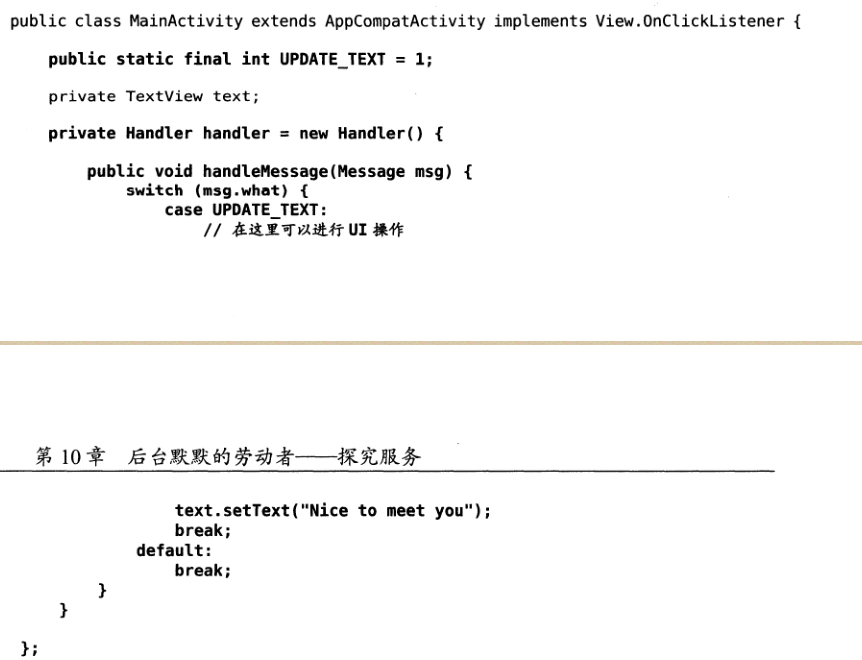 public class MainActivity extends AppCompatActivity implements View.OnClickListener {
public static final int UPDATE_TEXT = 1;
private TextView text;
private Handler handler = new Handler() {
public void handleMessage(Message msg) {
switch (msg.what) {
case UPDATE_TEXT:
// 在这里可以进行 UI 操作
第 10 章 后台默默的劳动者——探究服务
text.setText("Nice to meet you");
break;
default:
break;
}
}
};